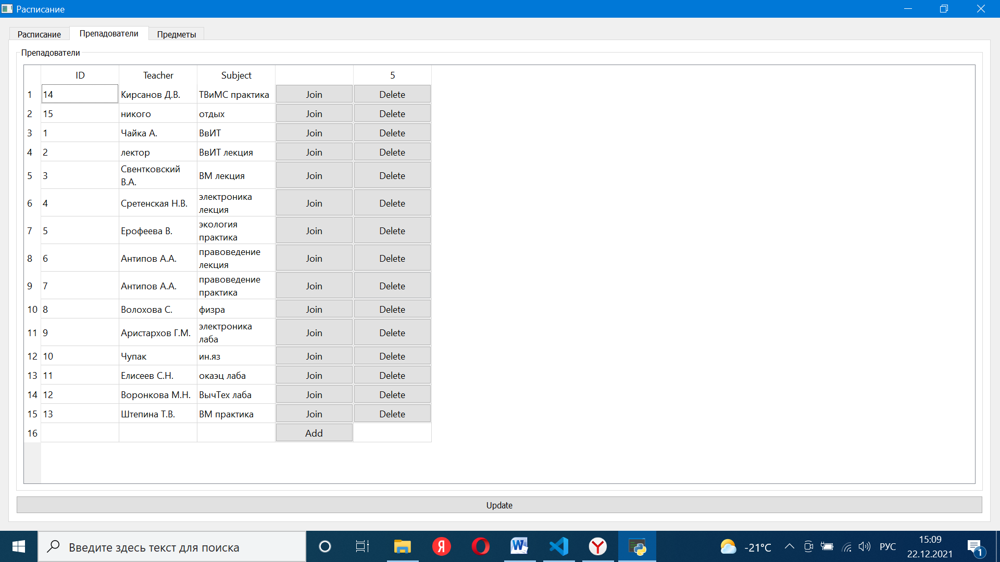 Расписание
Расписание Препадователи Предметы
Препадователи
ID Teacher Subject 5
1 14 Кирсанов Д.В. ТВиМС практика Join Delete
2 15 никого отдых Join Delete
3 1 Чайка А. ВвИТ Join Delete
4 2 лектор ВвИТ лекция Join Delete
5 3 Свентковский В.А. ВМ лекция Join Delete
6 4 Сретенская Н.В. электроника лекция Join Delete
7 5 Ерофеева В. экология практика Join Delete
8 6 Антипов А.А. правоведение лекция Join Delete
9 7 Антипов А.А. правоведение практика Join Delete
10 8 Волохова С. физра Join Delete
11 9 Аристархов Г.М. электроника лаба Join Delete
12 10 Чупак ин.яз Join Delete
13 11 Елисеев С.Н. окаэц лаба Join Delete
14 12 Воронкова М.Н. ВычТех лаба Join Delete
15 13 Штепина Т.В. ВМ практика Join Delete
16 Add
Update
Введите здесь текст для поиска
-21°C РУС 15:09
22.12.2021
1